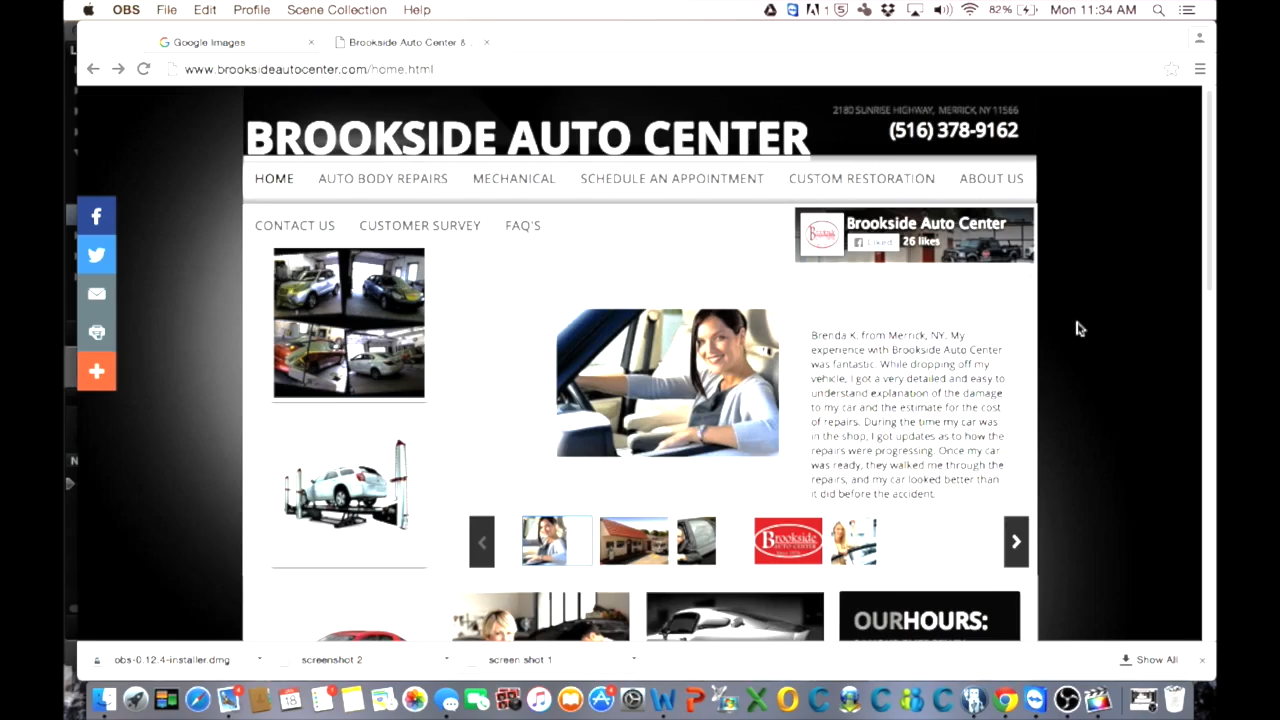 OBS File Edit Profile Scene Collection Help 1 5 82% Mon 11:34 AM
Google Images × Brookside Auto Center & ×
www.brooksideautocenter.com/home.html
2180 SUNRISE HIGHWAY, MERRICK, NY 11566
BROOKSIDE AUTO CENTER
(516) 378-9162
HOME AUTO BODY REPAIRS MECHANICAL SCHEDULE AN APPOINTMENT CUSTOM RESTORATION ABOUT US
CONTACT US CUSTOMER SURVEY FAQ'S
Brookside Auto Center
Liked 26 likes
Brenda K. from Merrick, NY. My
experience with Brookside Auto Center
was fantastic. While dropping off my
vehicle, I got a very detailed and easy to
understand explanation of the damage
to my car and the estimate for the cost
of repairs. During the time my car was
in the shop, I got updates as to how the
repairs were progressing. Once my car
was ready, they walked me through the
repairs, and my car looked better than
it did before the accident.
Brookside
AUTO CENTER
OURHOURS:
obs-0.12.4-installer.dmg screenshot 2 screen shot 1 Show All ×